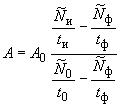 A = A₀ (Ñи/tи − Ñф/tф) / (Ñ₀/t₀ − Ñф/tф)